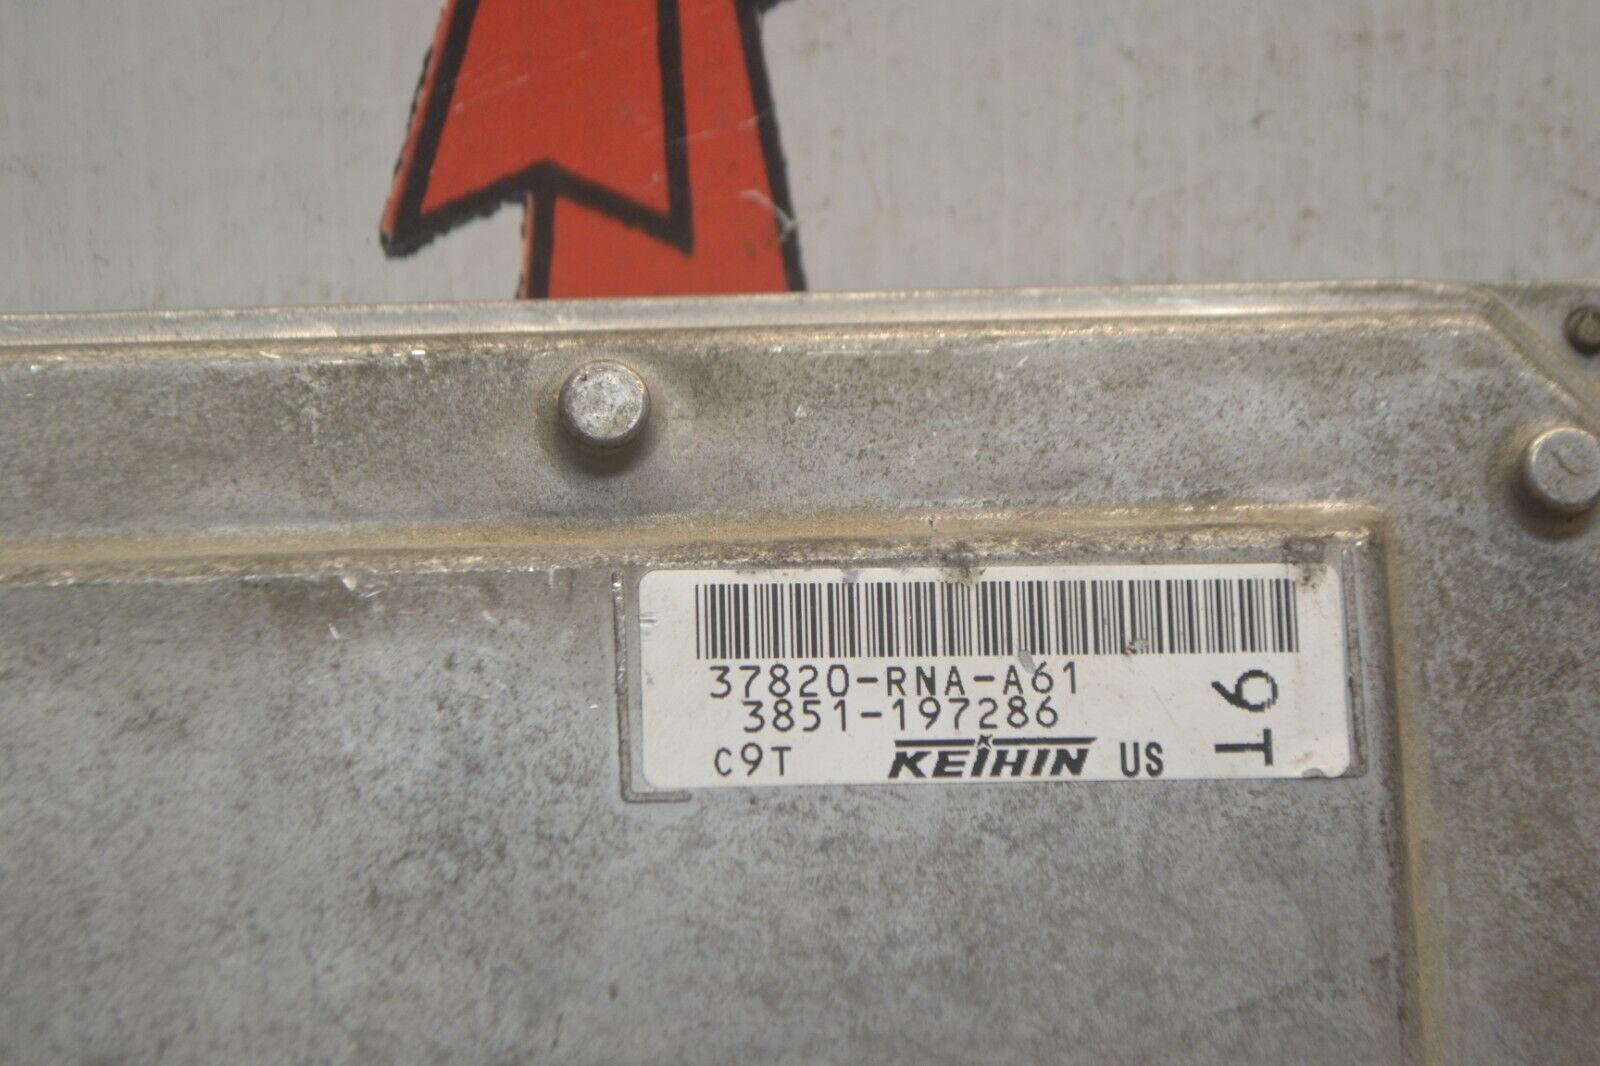 37820-RNA-A61
3851-197286
C9T KEIHIN US
9T